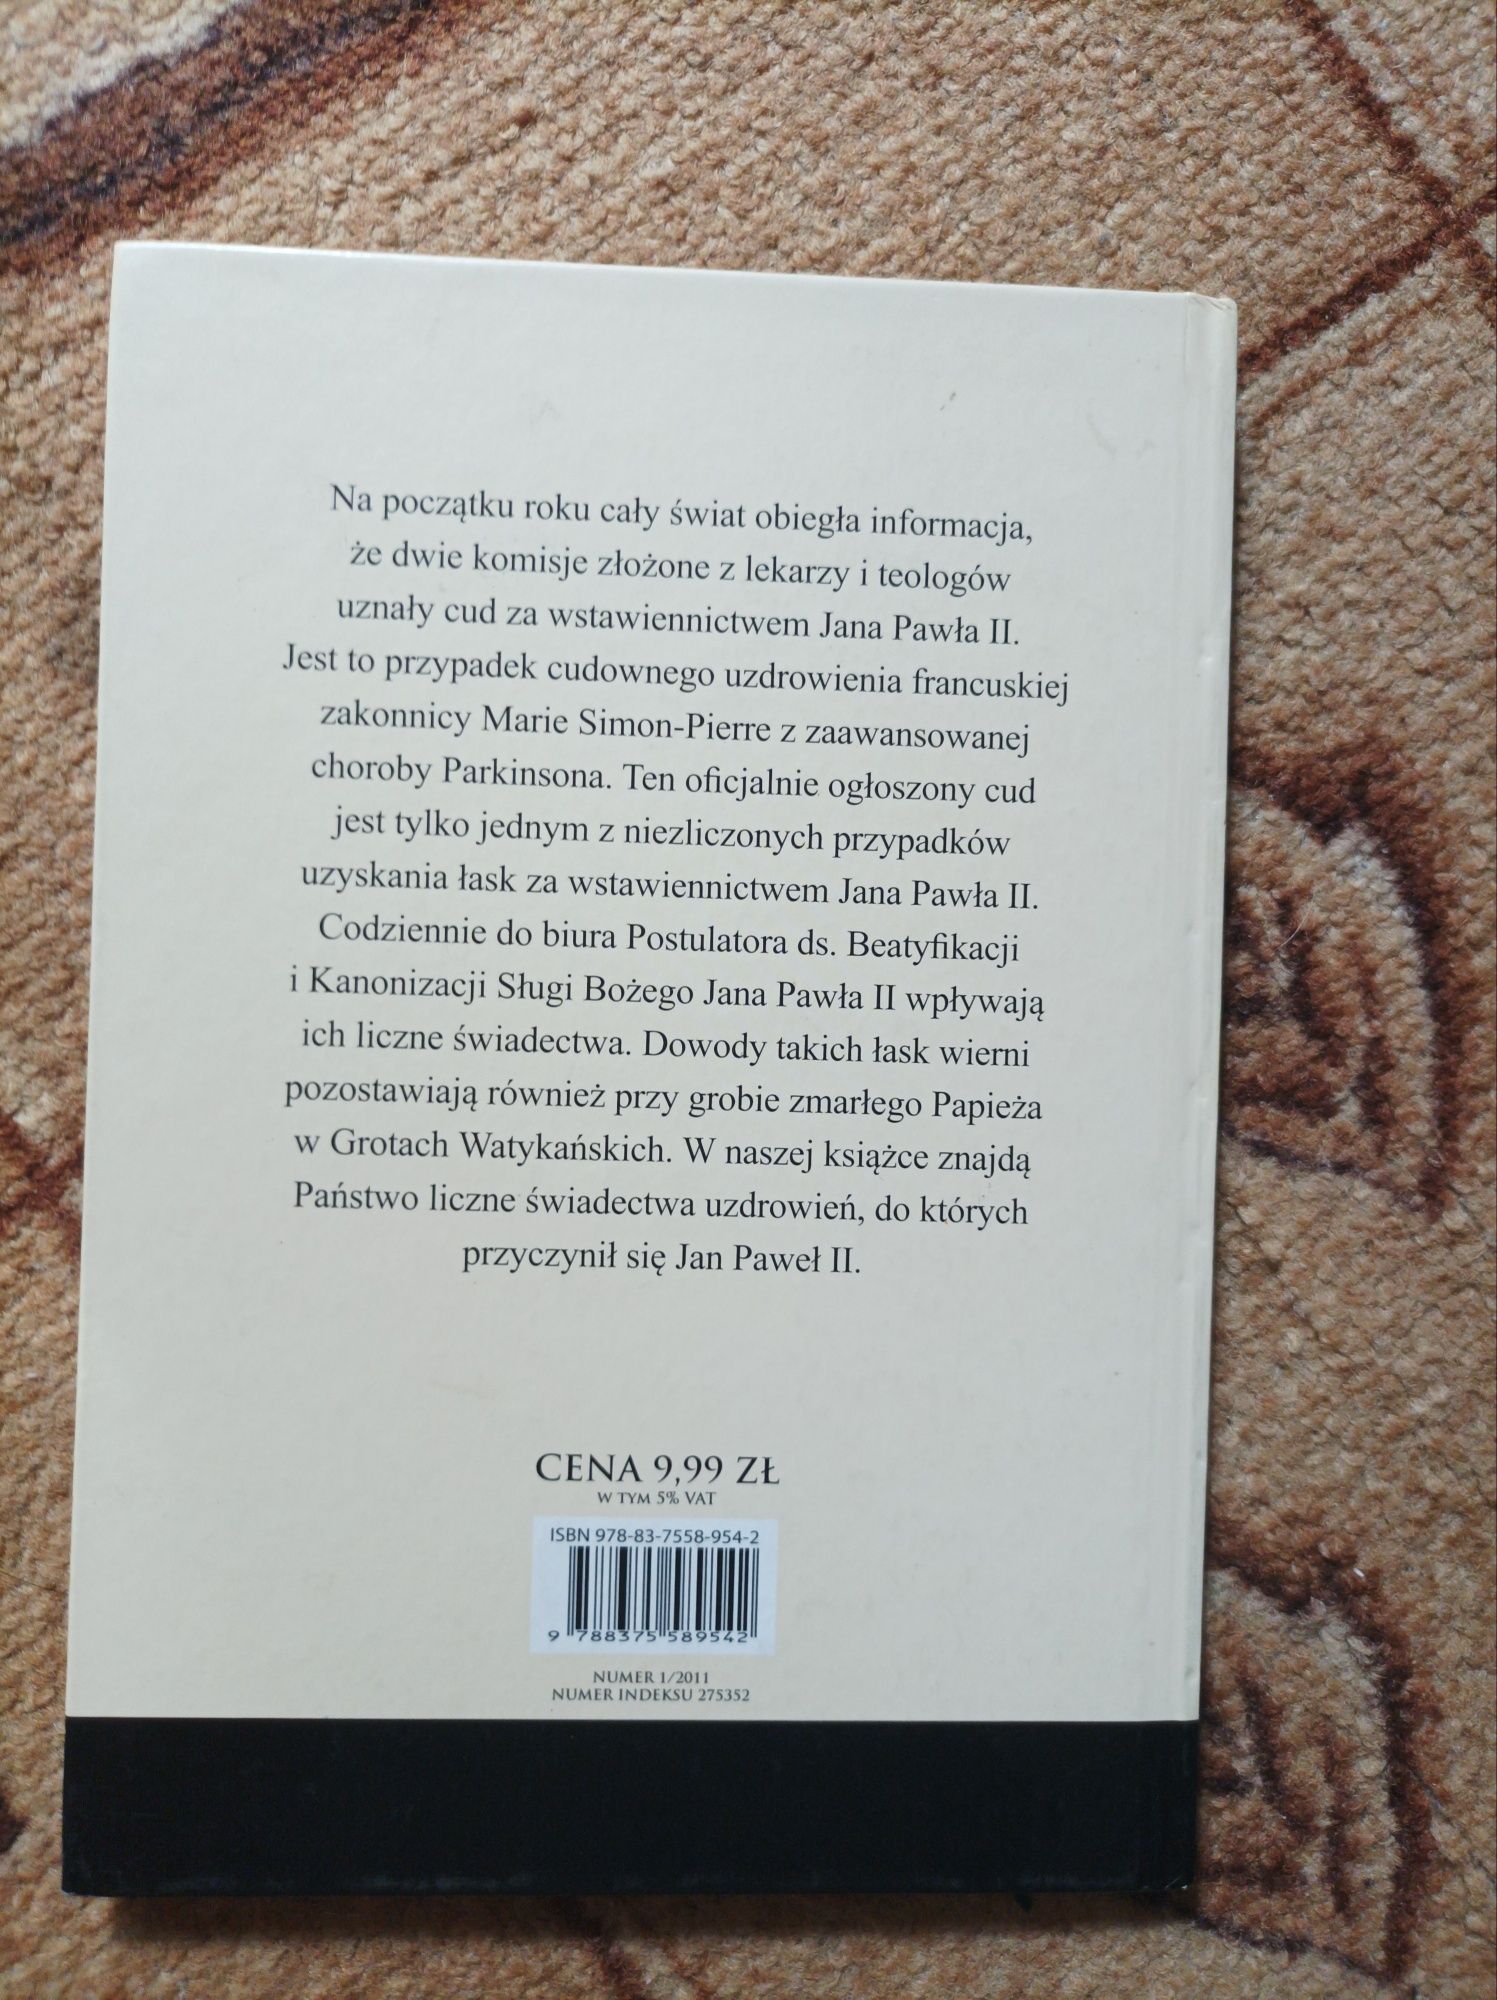 Na początku roku cały świat obiegła informacja,
że dwie komisje złożone z lekarzy i teologów
uznały cud za wstawiennictwem Jana Pawła II.
Jest to przypadek cudownego uzdrowienia francuskiej
zakonnicy Marie Simon-Pierre z zaawansowanej
choroby Parkinsona. Ten oficjalnie ogłoszony cud
jest tylko jednym z niezliczonych przypadków
uzyskania łask za wstawiennictwem Jana Pawła II.
Codziennie do biura Postulatora ds. Beatyfikacji
i Kanonizacji Sługi Bożego Jana Pawła II wpływają
ich liczne świadectwa. Dowody takich łask wierni
pozostawiają również przy grobie zmarłego Papieża
w Grotach Watykańskich. W naszej książce znajdą
Państwo liczne świadectwa uzdrowień, do których
przyczynił się Jan Paweł II.
CENA 9,99 ZŁ
W TYM 5% VAT
ISBN 978-83-7558-954-2
9 788375 589542
NUMER 1/2011
NUMER INDEKSU 275352